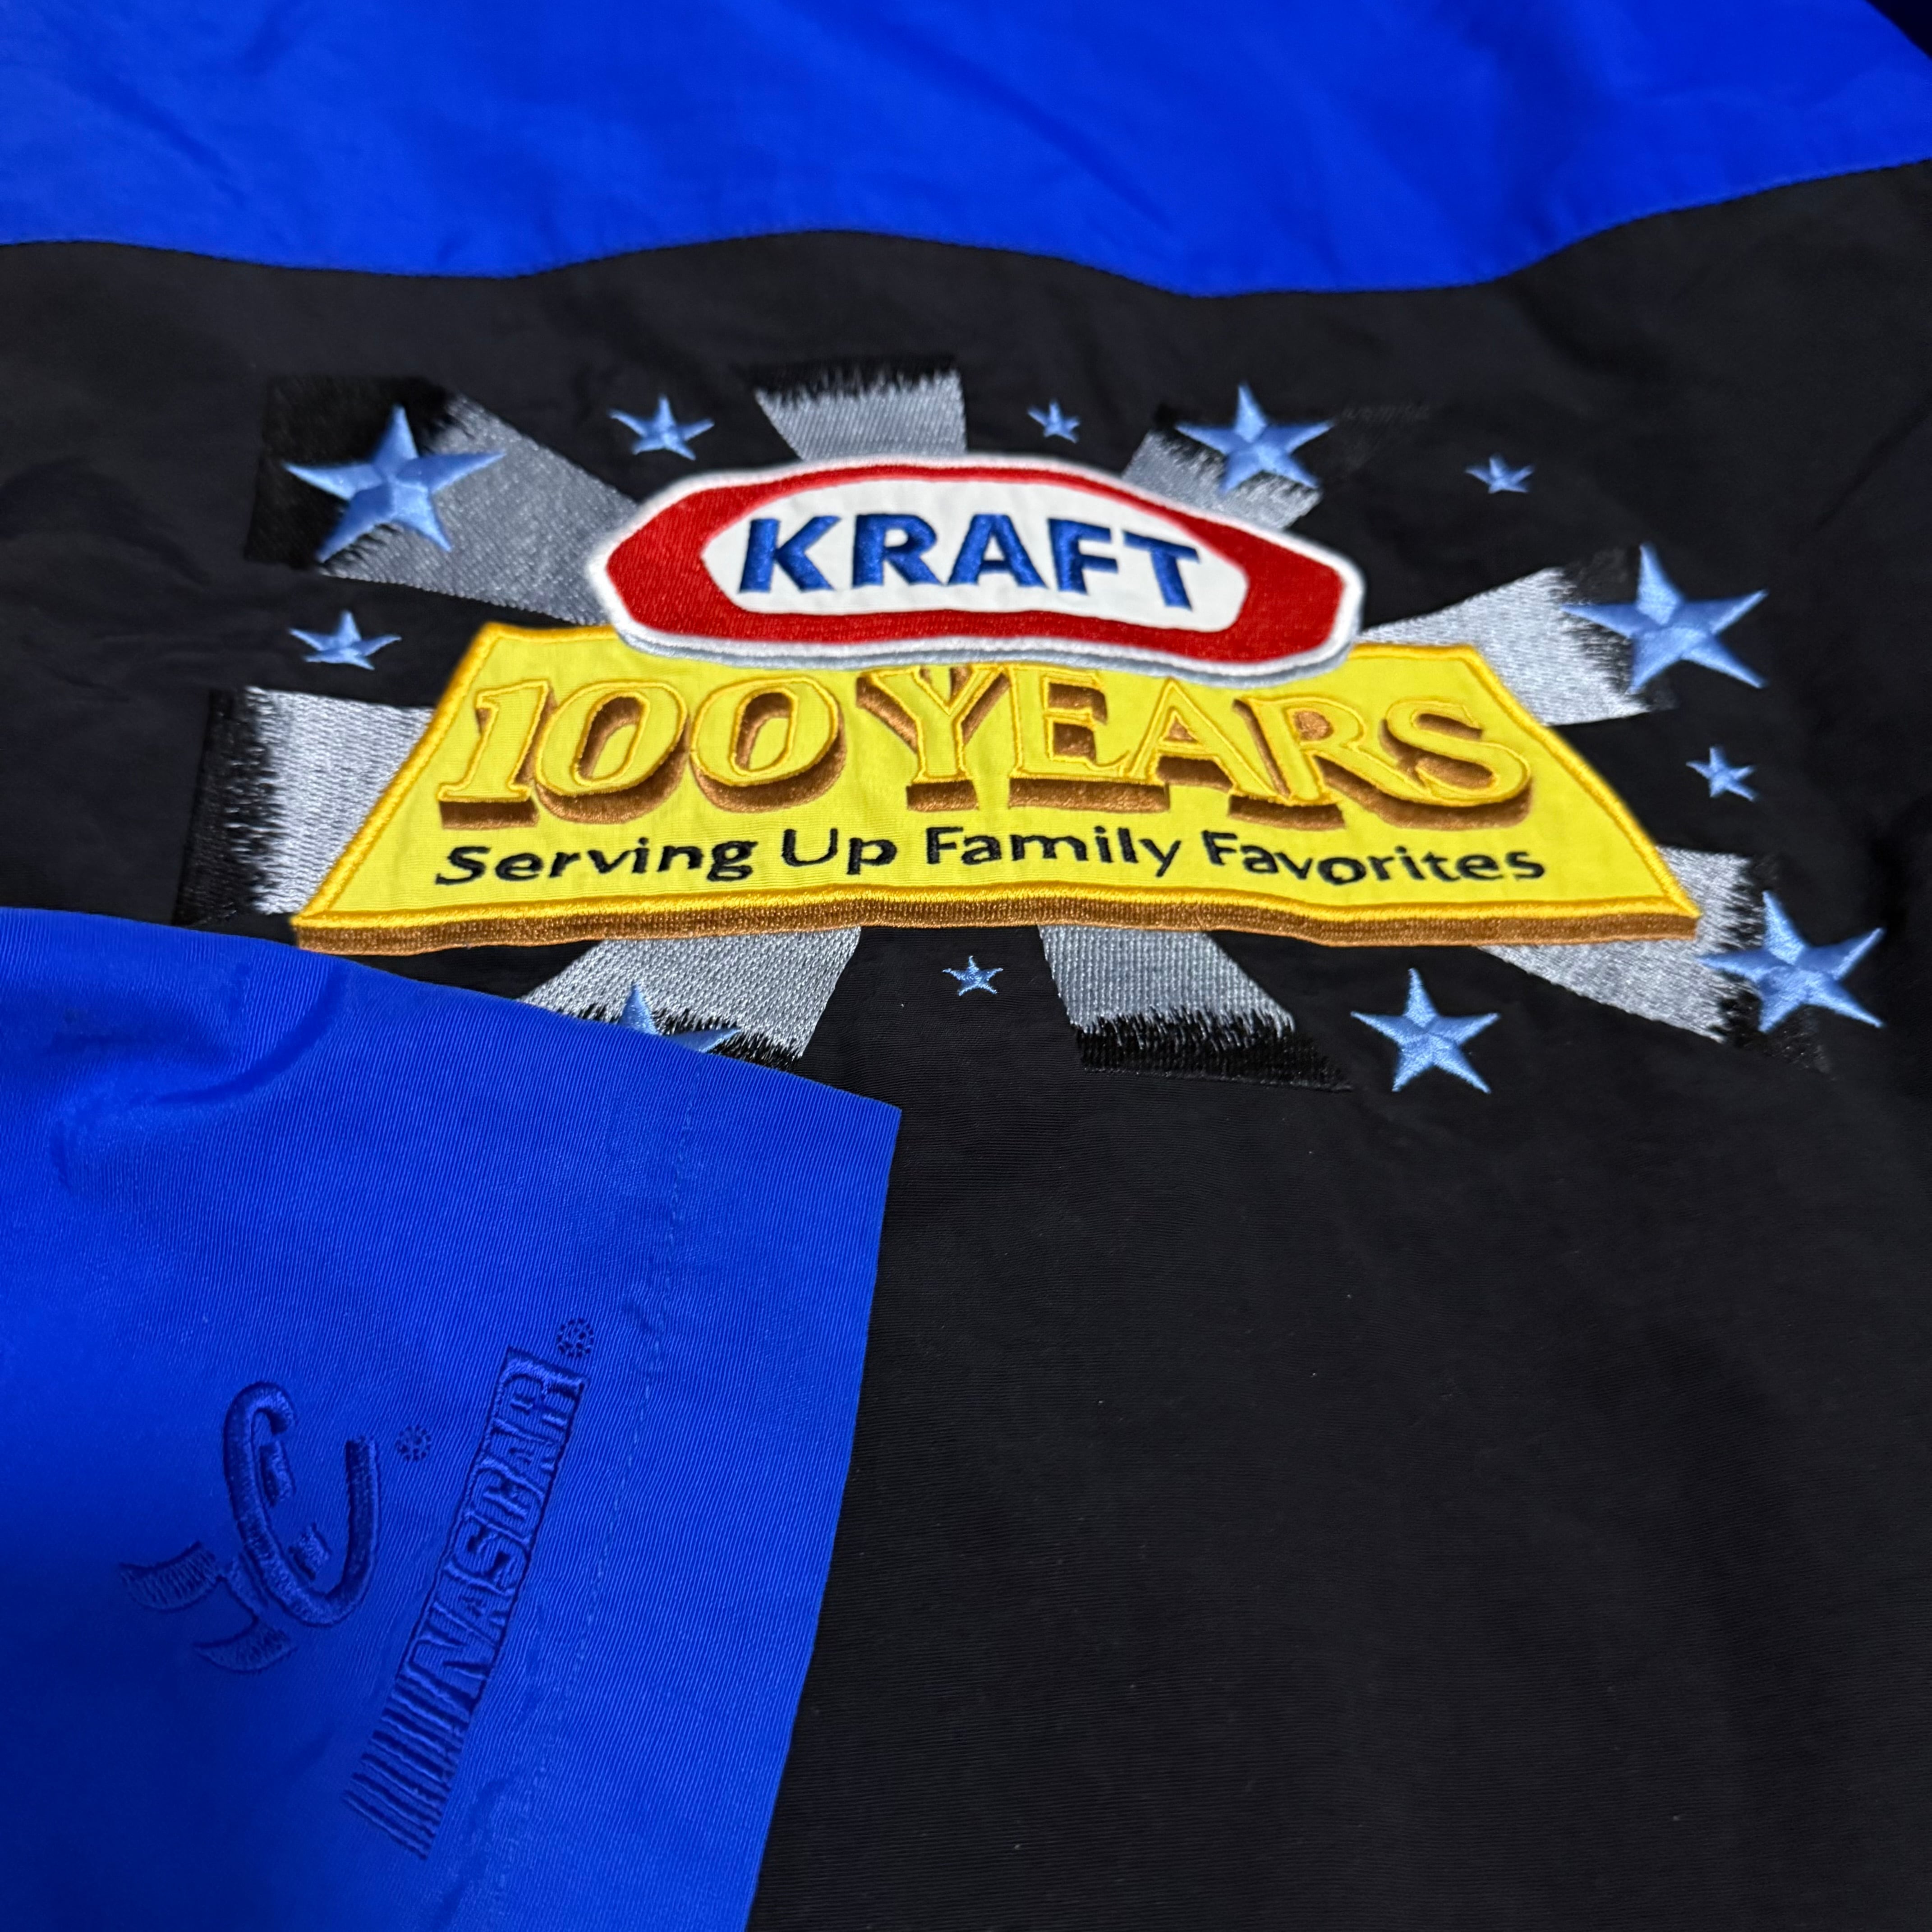 KRAFT
100 YEARS
Serving Up Family Favorites
NASCAR®